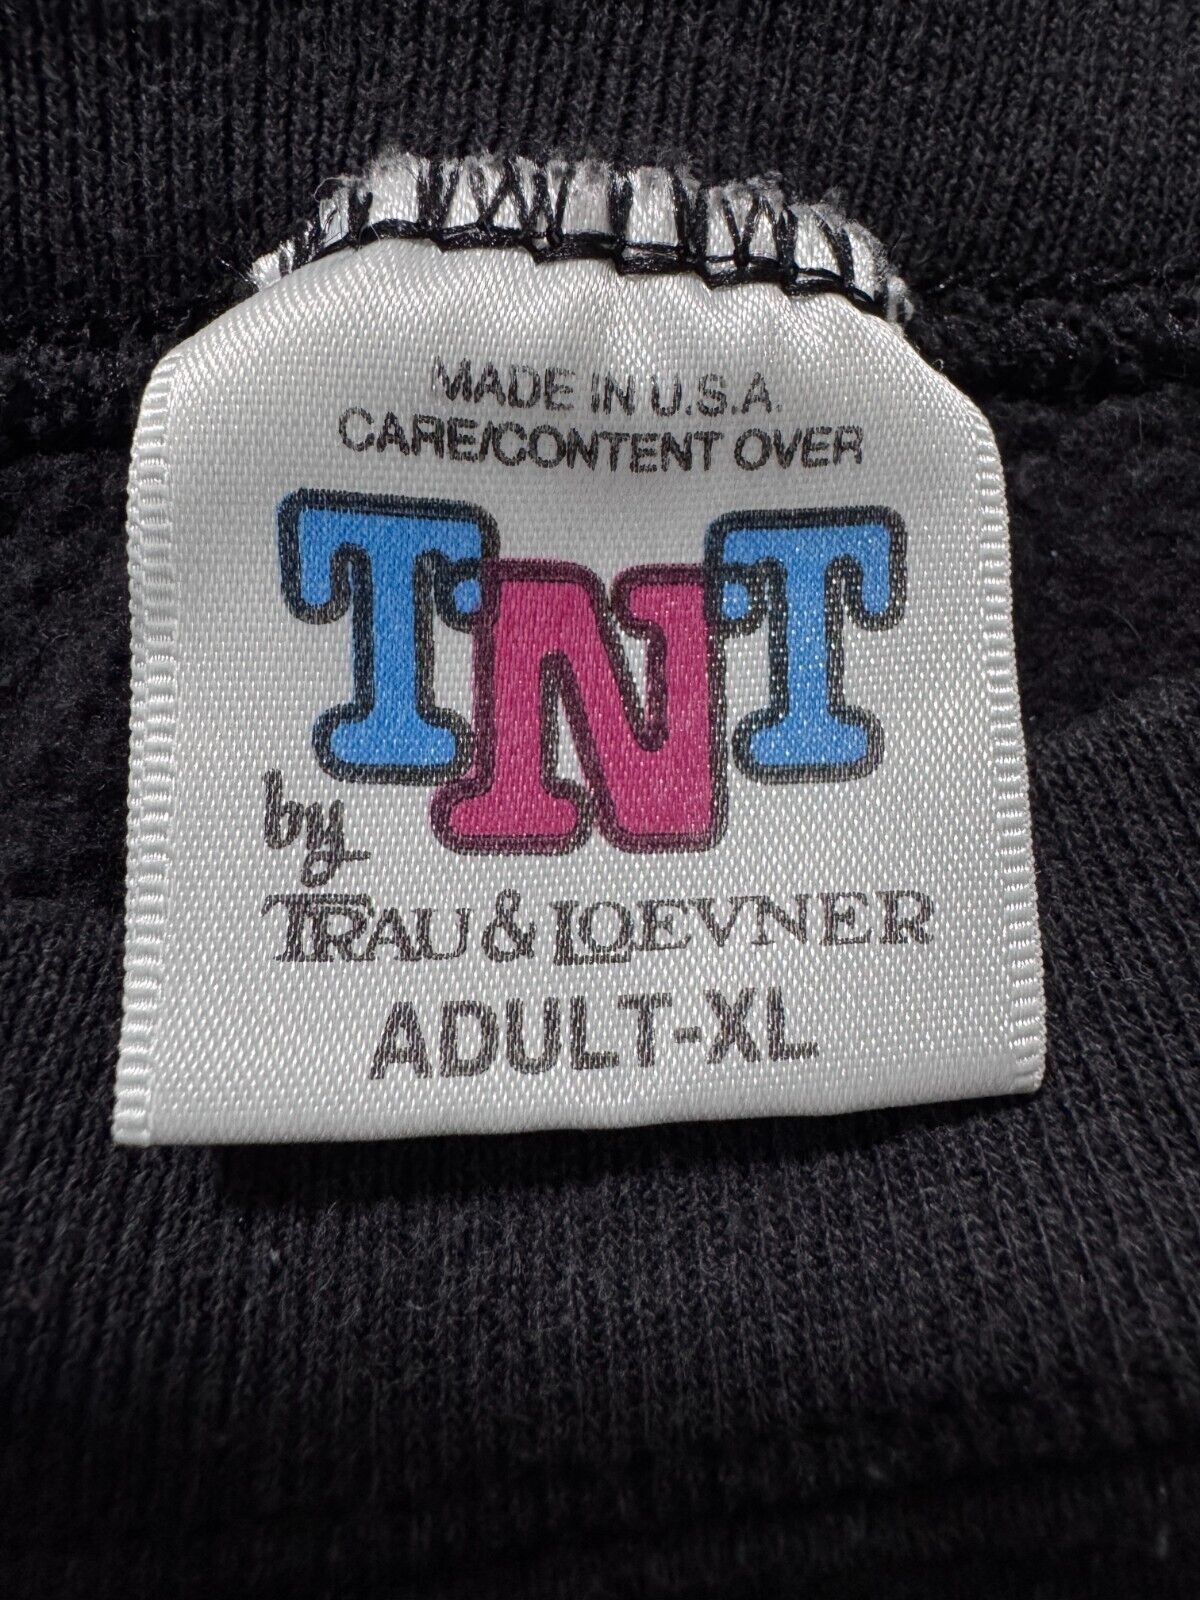 MADE IN U.S.A.
CARE/CONTENT OVER
TNT
by
TRAU & LOEVNER
ADULT-XL